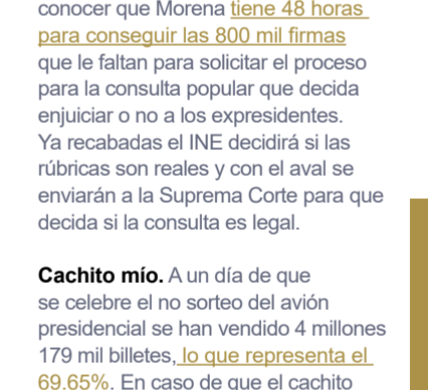 conocer que Morena tiene 48 horas
para conseguir las 800 mil firmas
que le faltan para solicitar el proceso
para la consulta popular que decida
enjuiciar o no a los expresidentes.
Ya recabadas el INE decidirá si las
rúbricas son reales y con el aval se
enviarán a la Suprema Corte para que
decida si la consulta es legal.
Cachito mío. A un día de que
se celebre el no sorteo del avión
presidencial se han vendido 4 millones
179 mil billetes, lo que representa el
69.65%. En caso de que el cachito